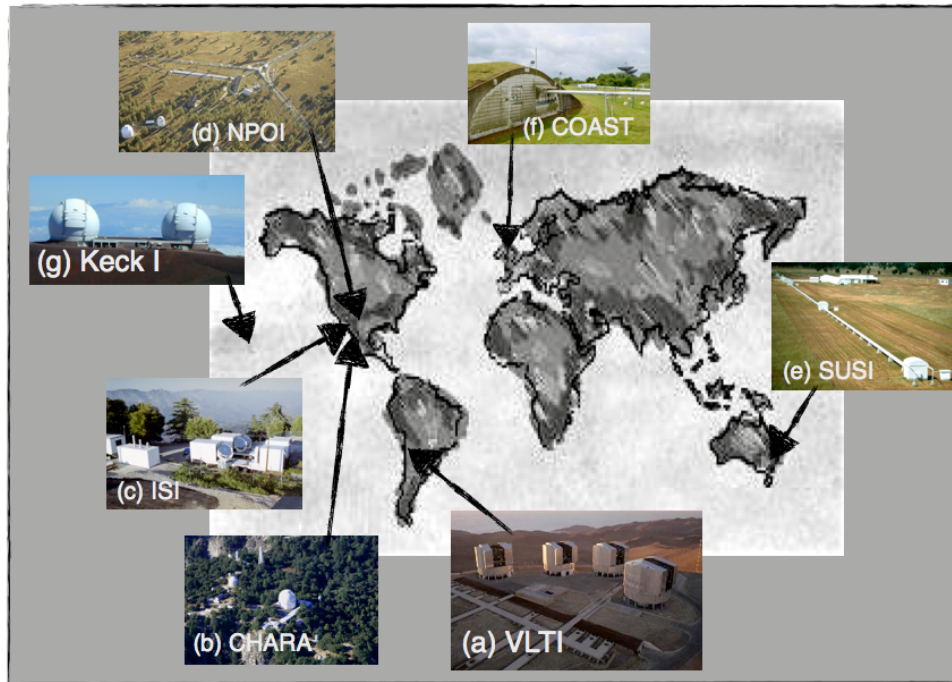 (d) NPOI
(f) COAST
(g) Keck I
(e) SUSI
(c) ISI
(b) CHARA
(a) VLTI